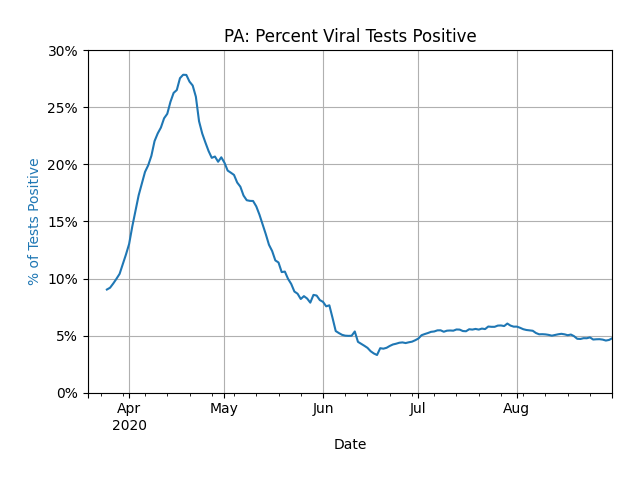 PA: Percent Viral Tests Positive
30%
25%
20%
15%
10%
5%
0%
% of Tests Positive
Apr May Jun Jul Aug
2020
Date